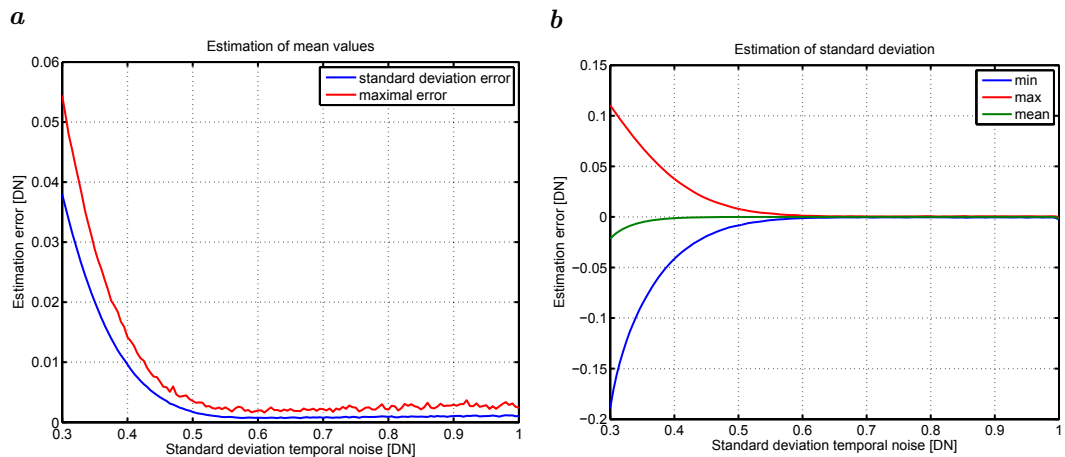 a
Estimation of mean values
0.06
0.05
0.04
0.03
0.02
0.01
0
Estimation error [DN]
standard deviation error
maximal error
0.3 0.4 0.5 0.6 0.7 0.8 0.9 1
Standard deviation temporal noise [DN]
b
Estimation of standard deviation
0.15
0.1
0.05
0
−0.05
−0.1
−0.15
−0.2
Estimation error [DN]
min
max
mean
0.3 0.4 0.5 0.6 0.7 0.8 0.9 1
Standard deviation temporal noise [DN]